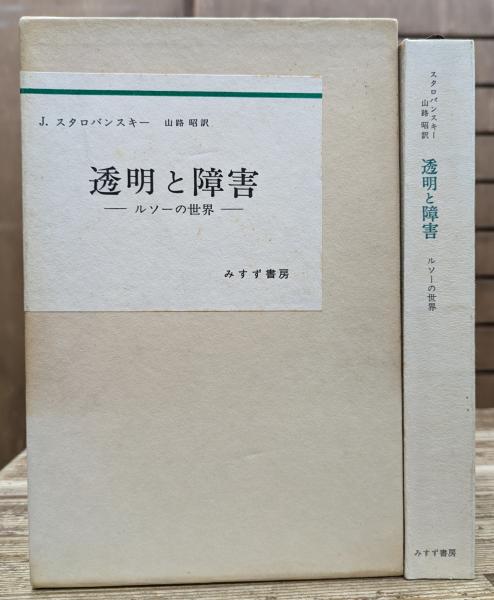 J. スタロバンスキー 山路 昭訳
透明と障害
— ルソーの世界 —
みすず書房
スタロバンスキー
山路 昭訳
透明と障害
ルソーの世界
みすず書房